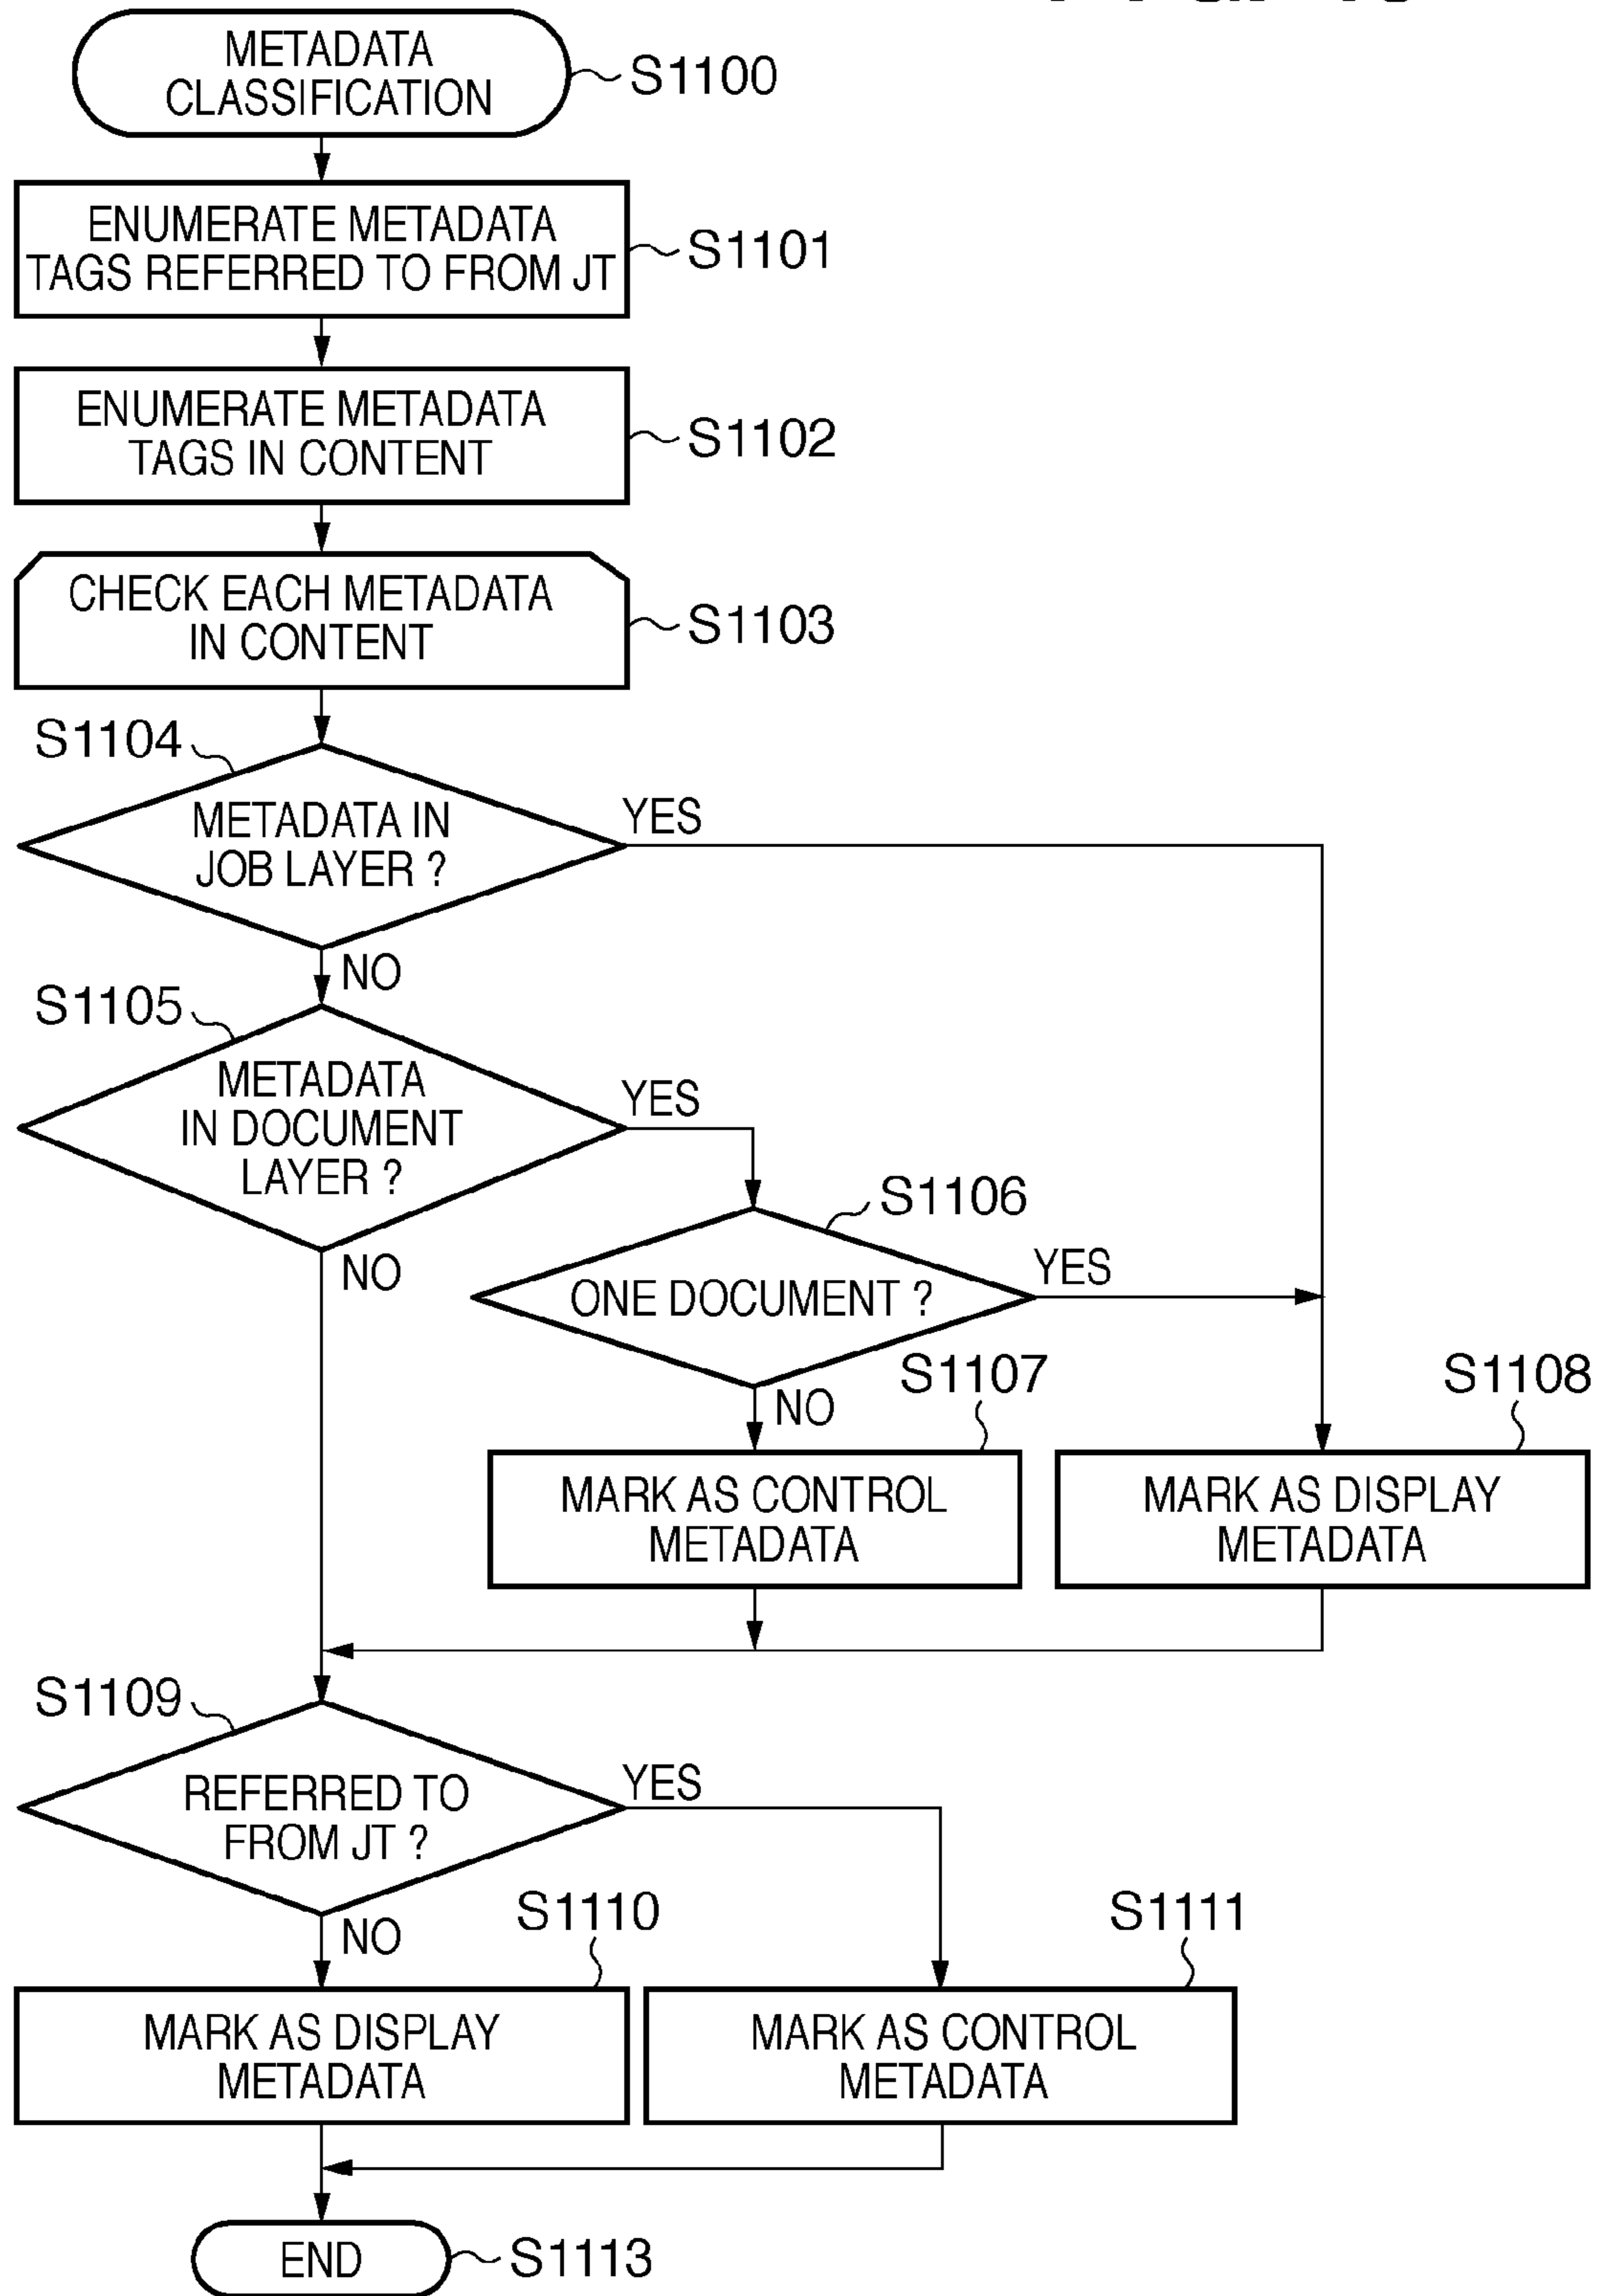 METADATA
CLASSIFICATION
S1100
ENUMERATE METADATA
TAGS REFERRED TO FROM JT
S1101
ENUMERATE METADATA
TAGS IN CONTENT
S1102
CHECK EACH METADATA
IN CONTENT
S1103
S1104
METADATA IN
JOB LAYER ?
YES
NO
S1105
METADATA
IN DOCUMENT
LAYER ?
YES
NO
S1106
ONE DOCUMENT ?
YES
NO
S1107
MARK AS CONTROL
METADATA
S1108
MARK AS DISPLAY
METADATA
S1109
REFERRED TO
FROM JT ?
YES
NO
S1110
MARK AS DISPLAY
METADATA
S1111
MARK AS CONTROL
METADATA
END
S1113